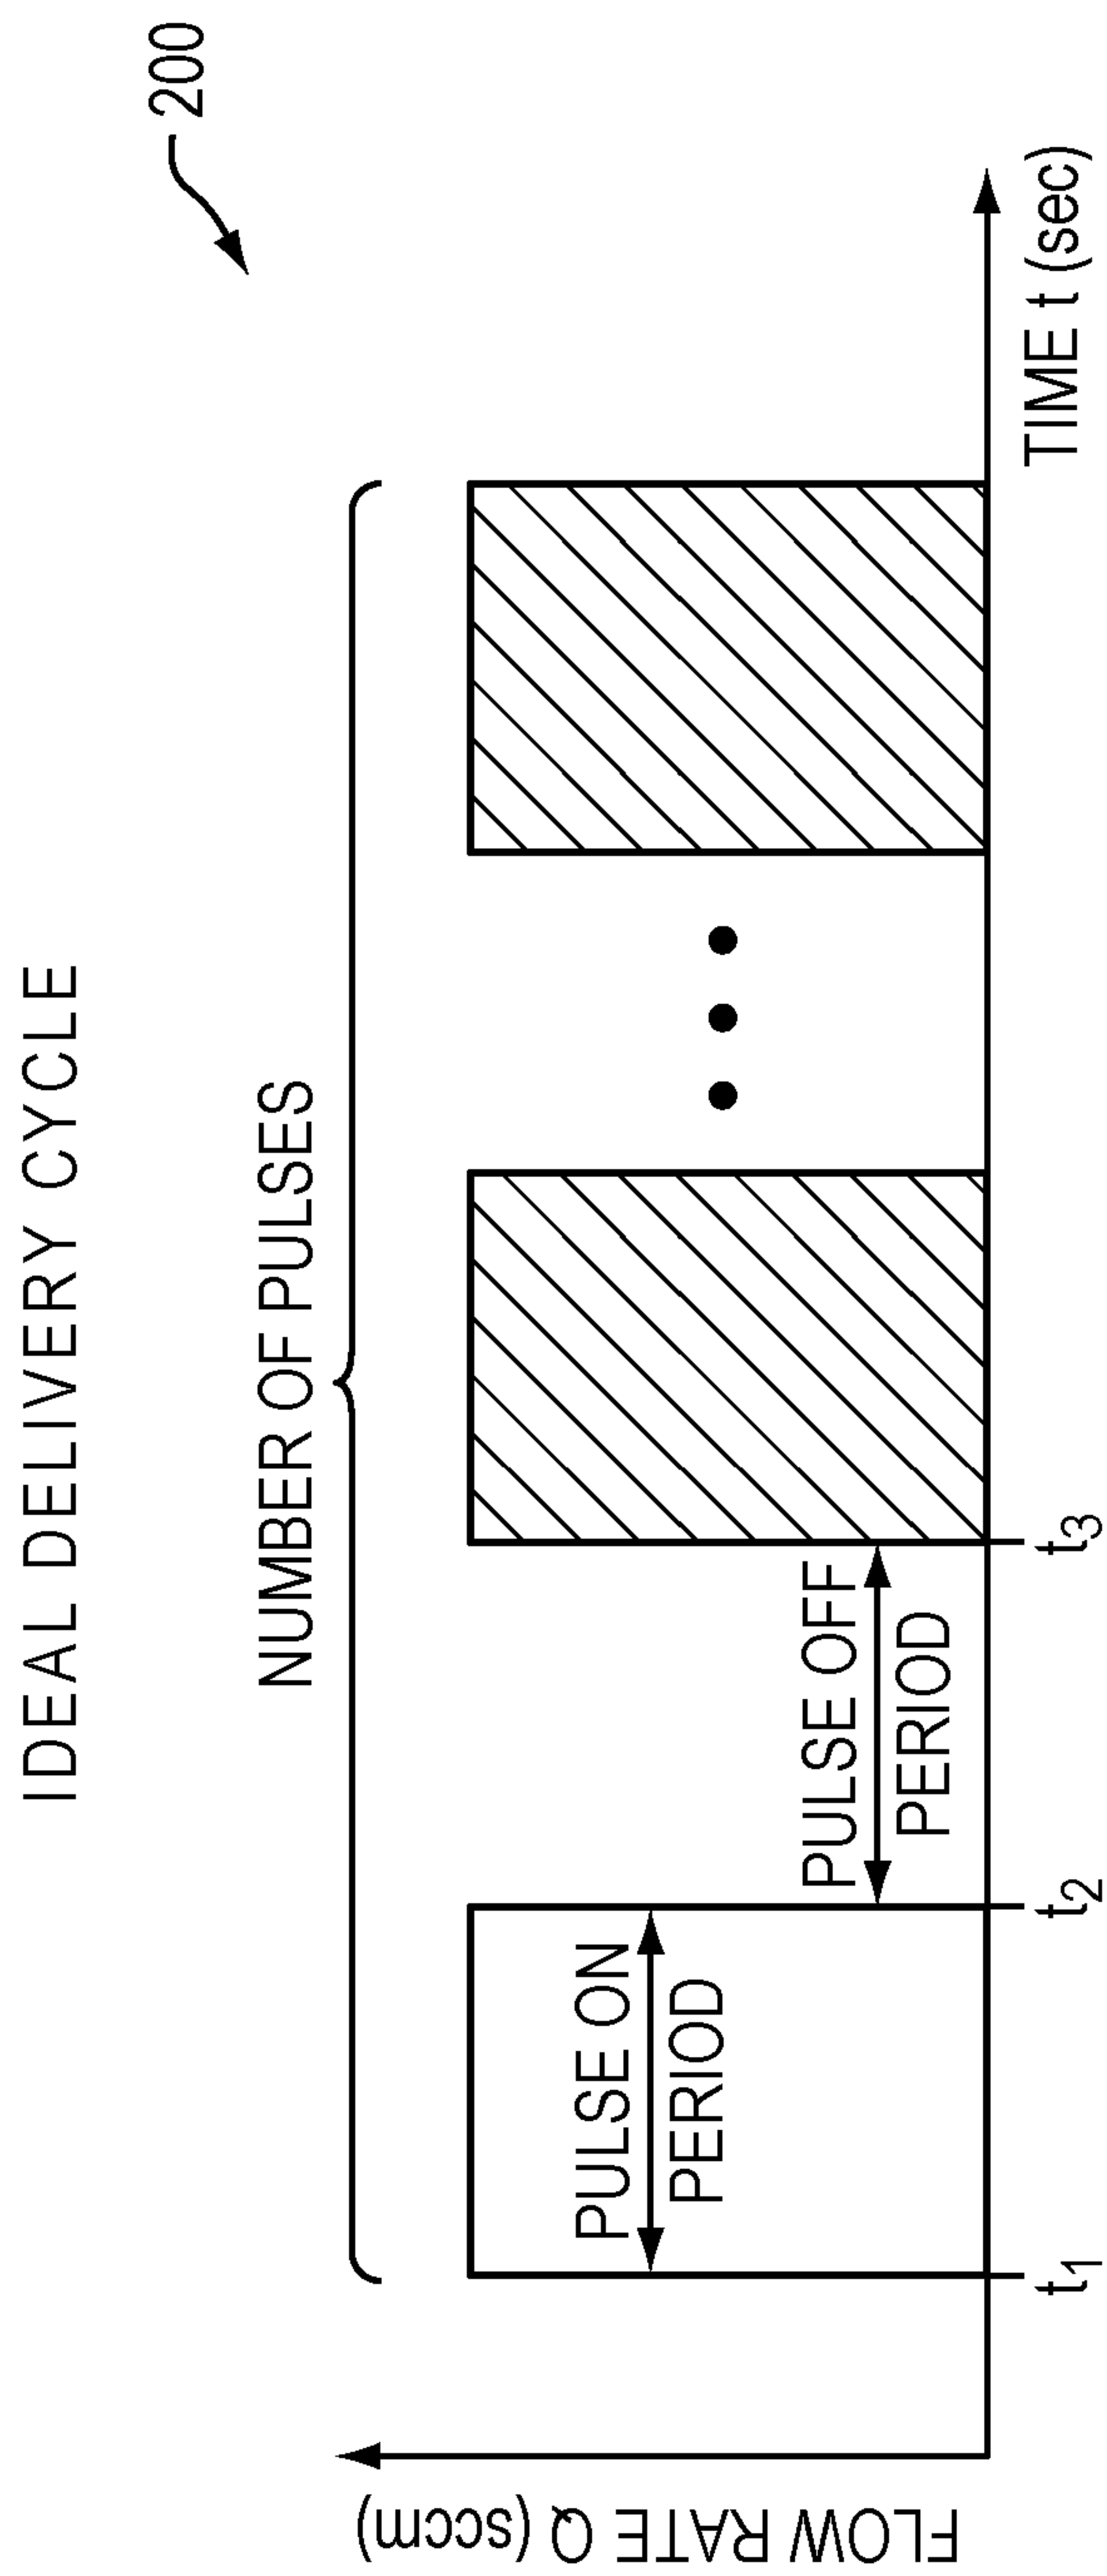 IDEAL DELIVERY CYCLE
200
NUMBER OF PULSES
PULSE ON
PERIOD
PULSE OFF
PERIOD
FLOW RATE Q (sccm)
t1
t2
t3
TIME t (sec)